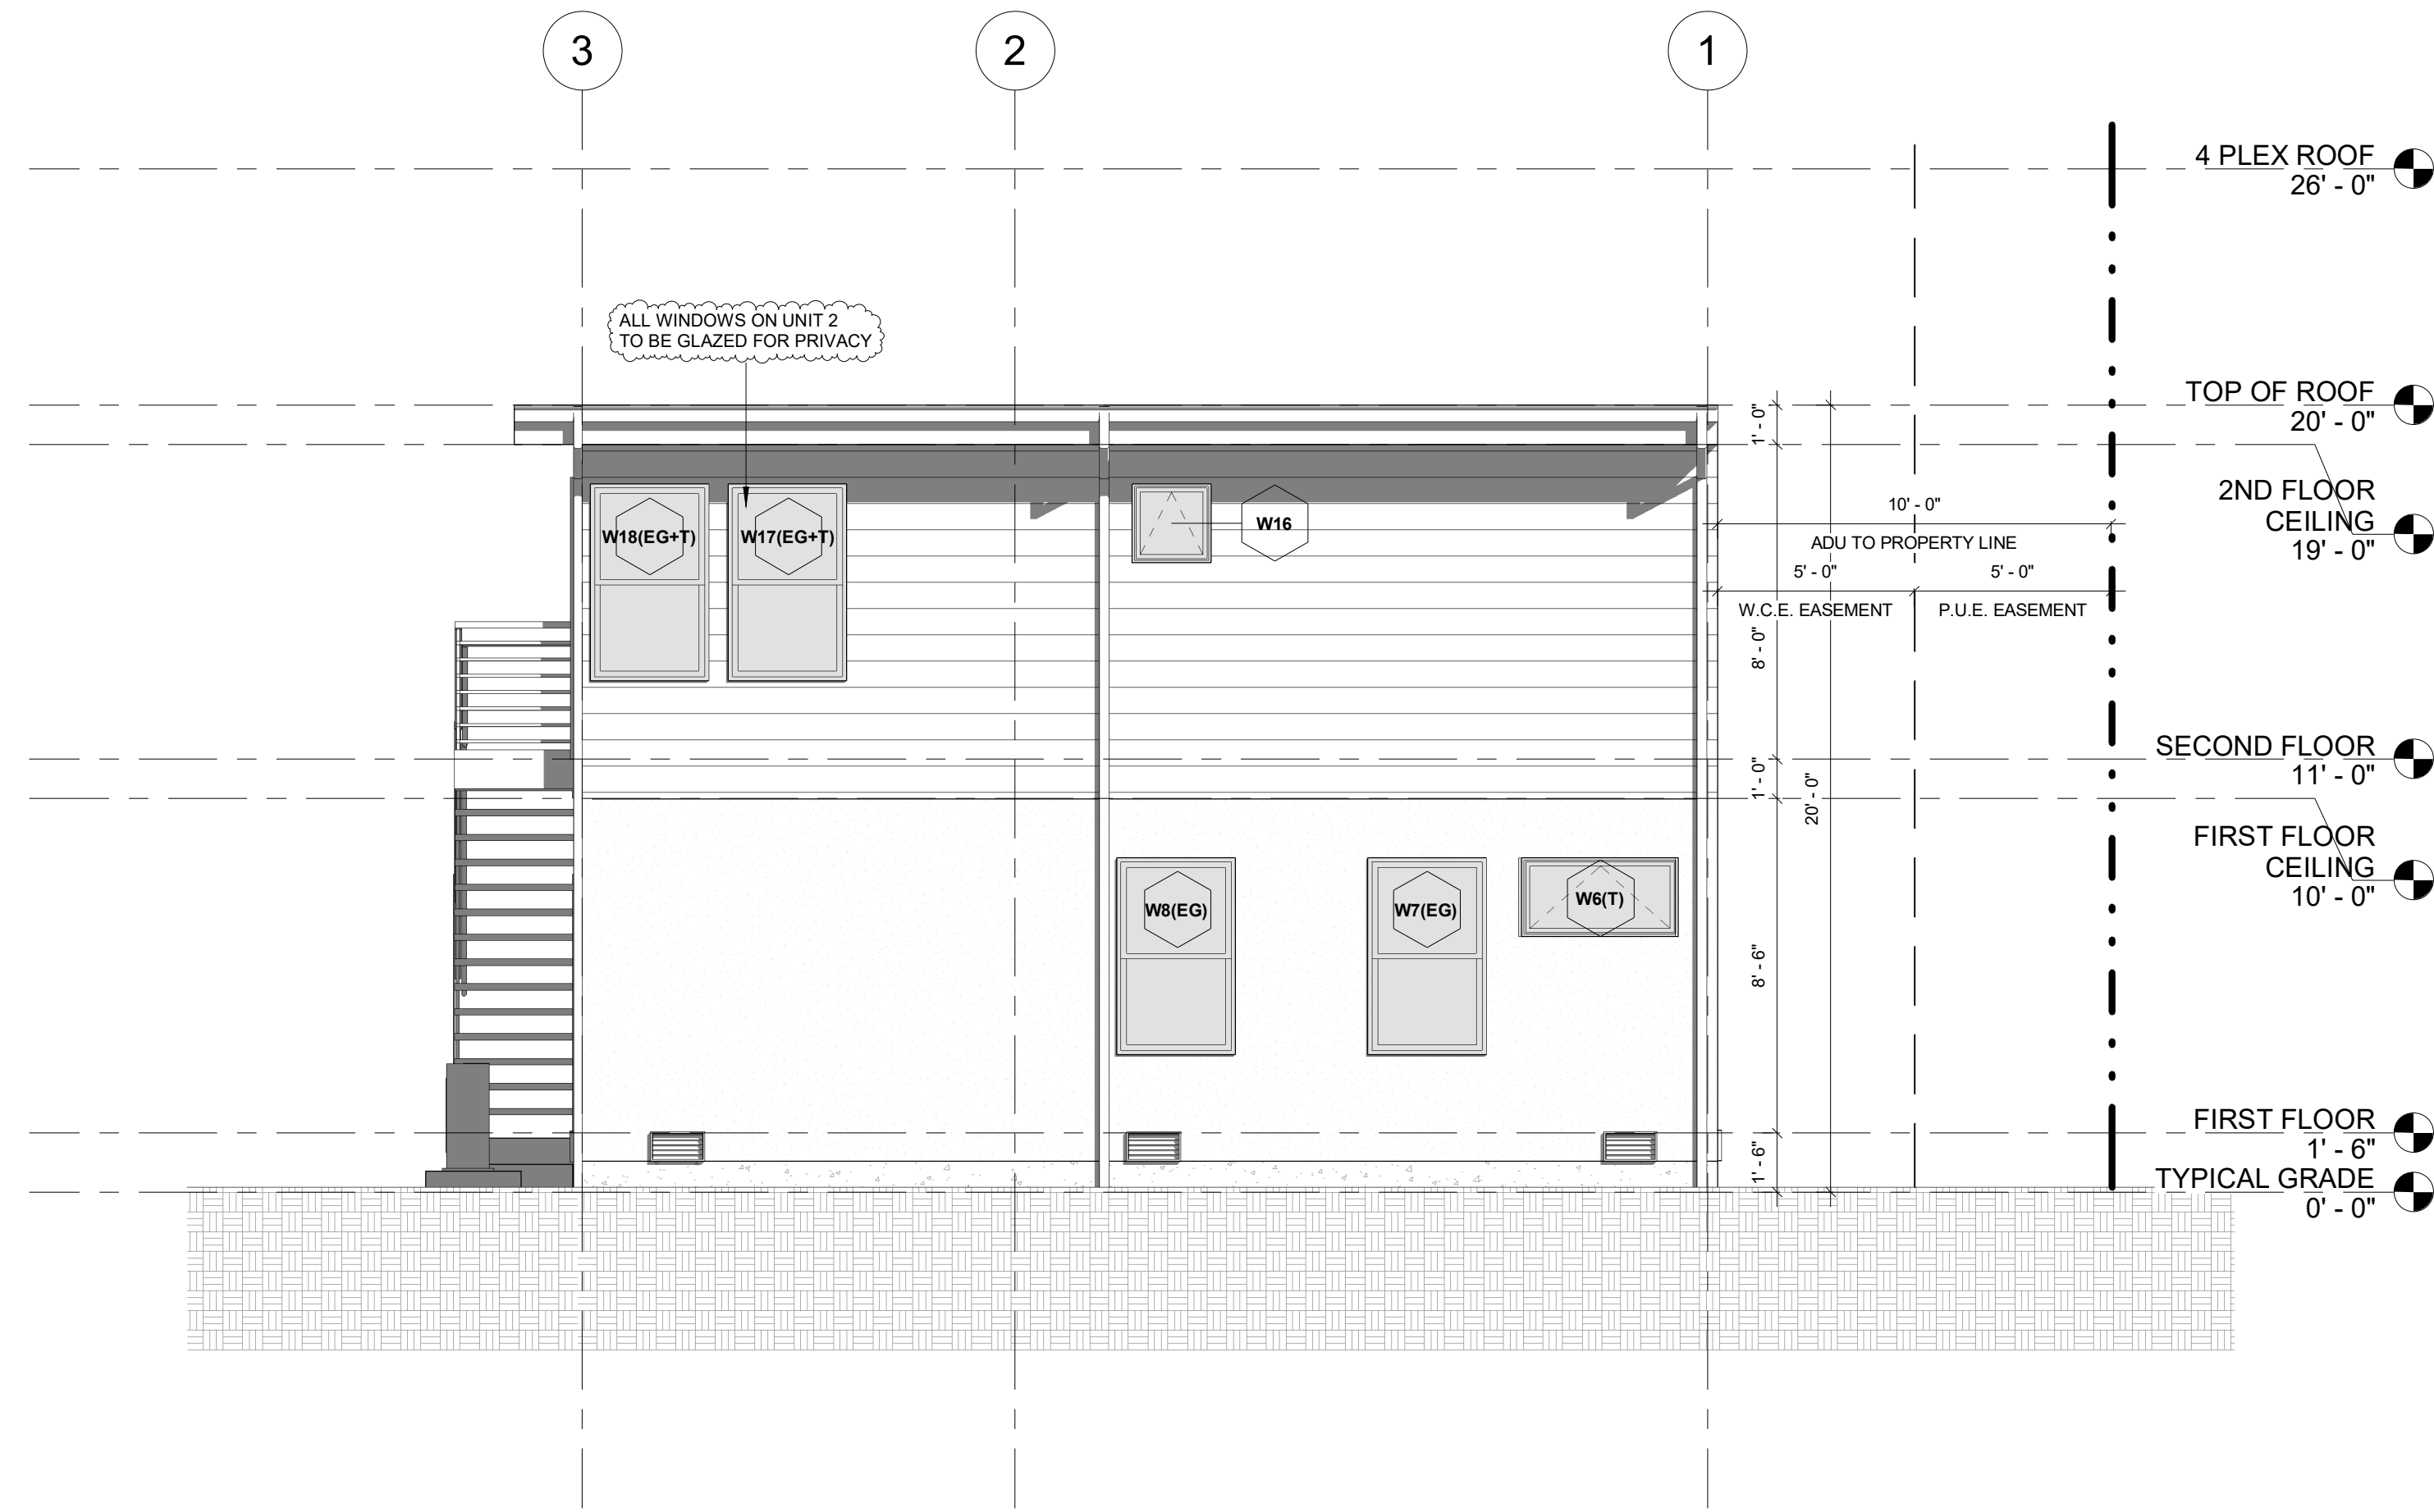 3
2
1
4 PLEX ROOF
26' - 0"
ALL WINDOWS ON UNIT 2
TO BE GLAZED FOR PRIVACY
TOP OF ROOF
20' - 0"
1' - 0"
2ND FLOOR
CEILING
19' - 0"
W18(EG+T)
W17(EG+T)
W16
10' - 0"
ADU TO PROPERTY LINE
5' - 0"
5' - 0"
W.C.E. EASEMENT
P.U.E. EASEMENT
8' - 0"
SECOND FLOOR
11' - 0"
1' - 0"
20' - 0"
FIRST FLOOR
CEILING
10' - 0"
W8(EG)
W7(EG)
W6(T)
8' - 6"
FIRST FLOOR
1' - 6"
1' - 6"
TYPICAL GRADE
0' - 0"